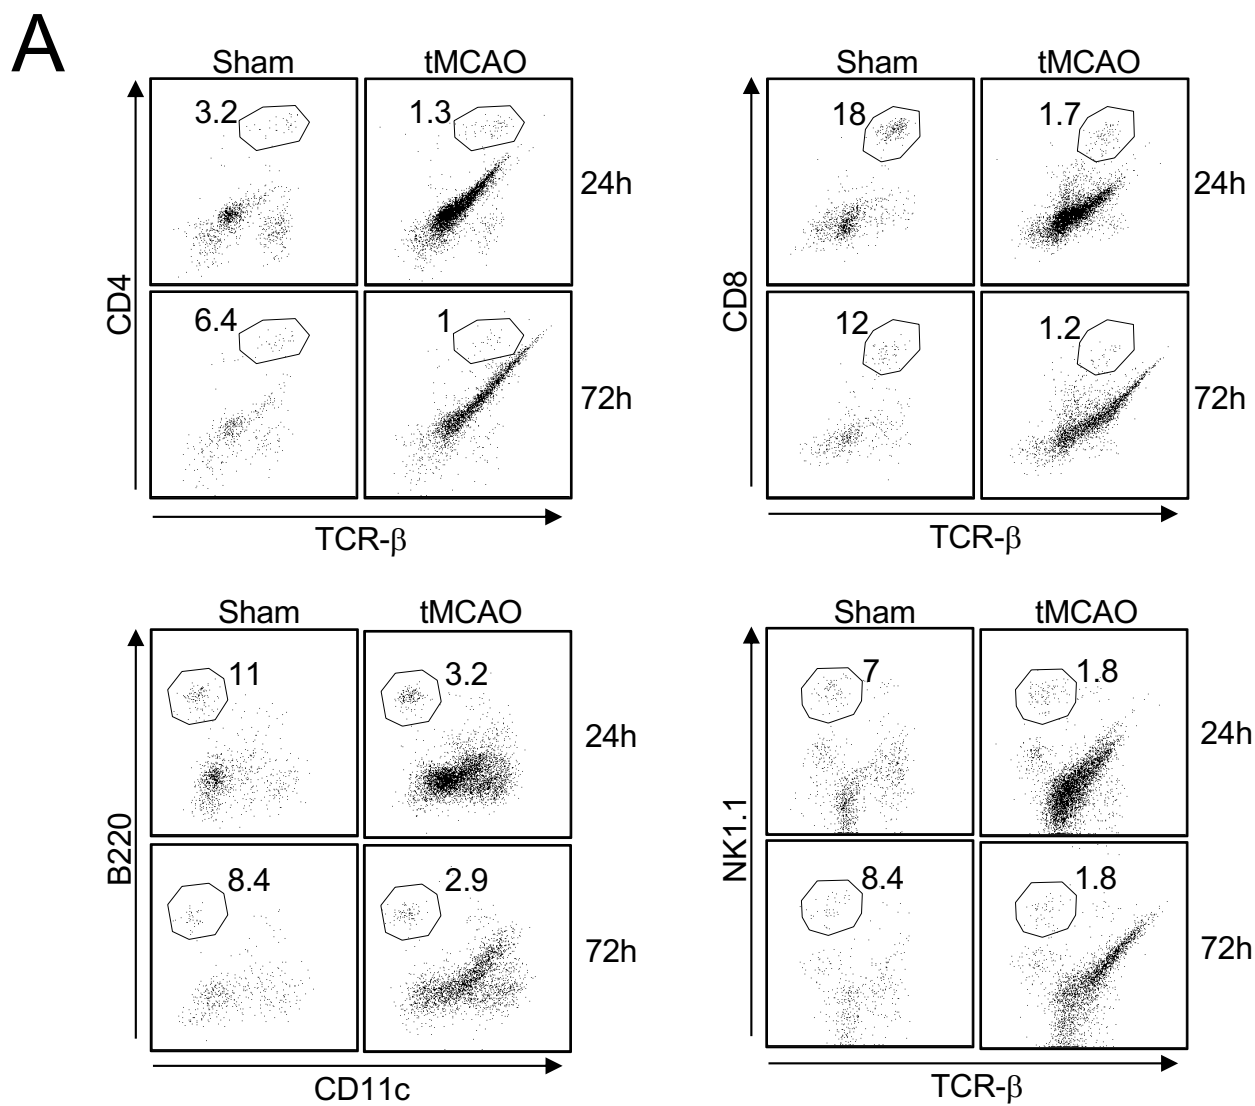 A
Sham tMCAO
3.2 1.3 24h
6.4 1 72h
CD4
TCR-β
Sham tMCAO
18 1.7 24h
12 1.2 72h
CD8
TCR-β
Sham tMCAO
11 3.2 24h
8.4 2.9 72h
B220
CD11c
Sham tMCAO
7 1.8 24h
8.4 1.8 72h
NK1.1
TCR-β